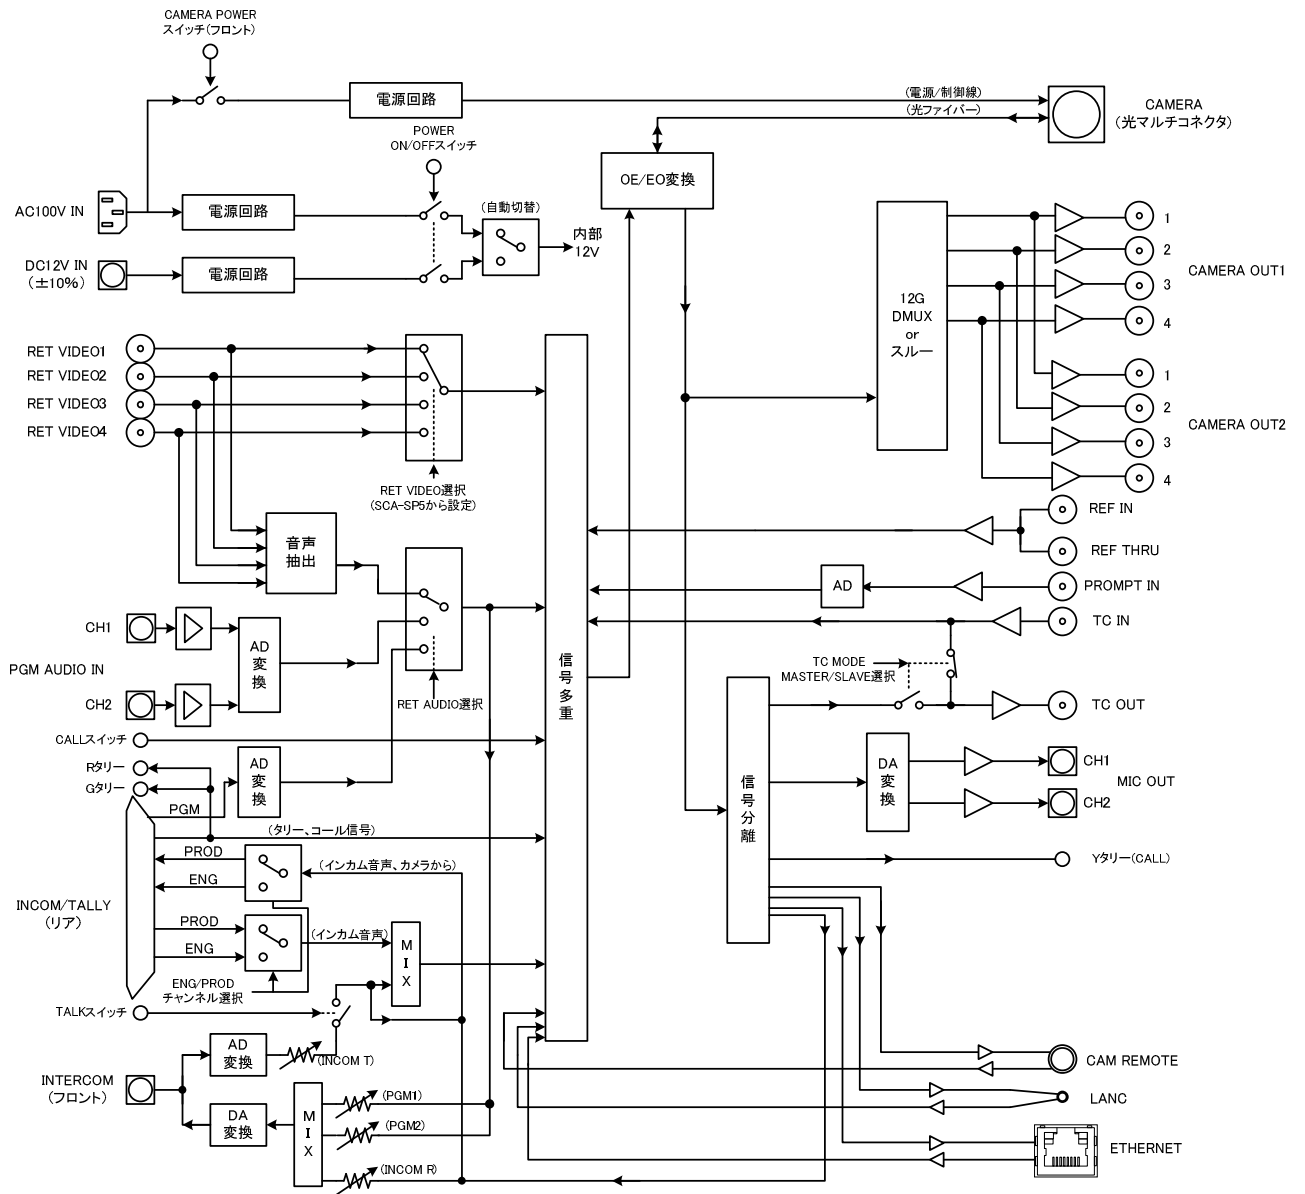 CAMERA POWER
スイッチ(フロント)
電源回路
(電源/制御線)
(光ファイバー)
CAMERA
(光マルチコネクタ)
POWER
ON/OFFスイッチ
OE/EO変換
AC100V IN
電源回路
(自動切替)
内部
12V
DC12V IN
(±10%)
電源回路
12G
DMUX
or
スルー
1
2
3
4
CAMERA OUT1
1
2
3
4
CAMERA OUT2
RET VIDEO1
RET VIDEO2
RET VIDEO3
RET VIDEO4
RET VIDEO選択
(SCA-SP5から設定)
音声
抽出
REF IN
REF THRU
AD
PROMPT IN
TC IN
CH1
PGM AUDIO IN
CH2
AD
変
換
RET AUDIO選択
信
号
多
重
TC MODE
MASTER/SLAVE選択
TC OUT
CALLスイッチ
Rタリー
Gタリー
AD
変
換
PGM
(タリー、コール信号)
信
号
分
離
DA
変
換
CH1
MIC OUT
CH2
Yタリー(CALL)
PROD
ENG
(インカム音声、カメラから)
INCOM/TALLY
(リア)
PROD
ENG
(インカム音声)
M
I
X
ENG/PROD
チャンネル選択
TALKスイッチ
AD
変換
(INCOM T)
INTERCOM
(フロント)
DA
変換
M
I
X
(PGM1)
(PGM2)
(INCOM R)
CAM REMOTE
LANC
ETHERNET